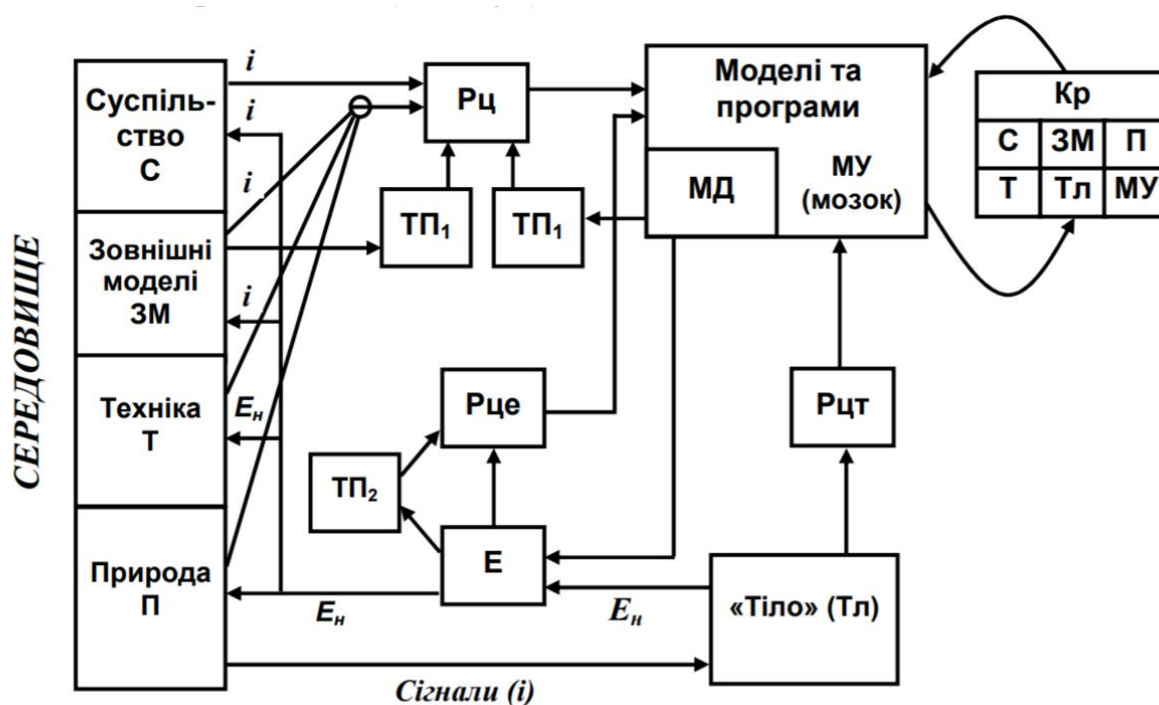 СЕРЕДОВИЩЕ
Суспіль-
ство
С
Зовнішні
моделі
ЗМ
Техніка
Т
Природа
П
i
i
i
i
Eн
Eн
Рц
ТП₁
ТП₁
Моделі та
програми
МД
МУ
(мозок)
Кр
С ЗМ П
Т Тл МУ
Рце
ТП₂
Е
Рцт
«Тіло» (Тл)
Eн
Сігнали (i)